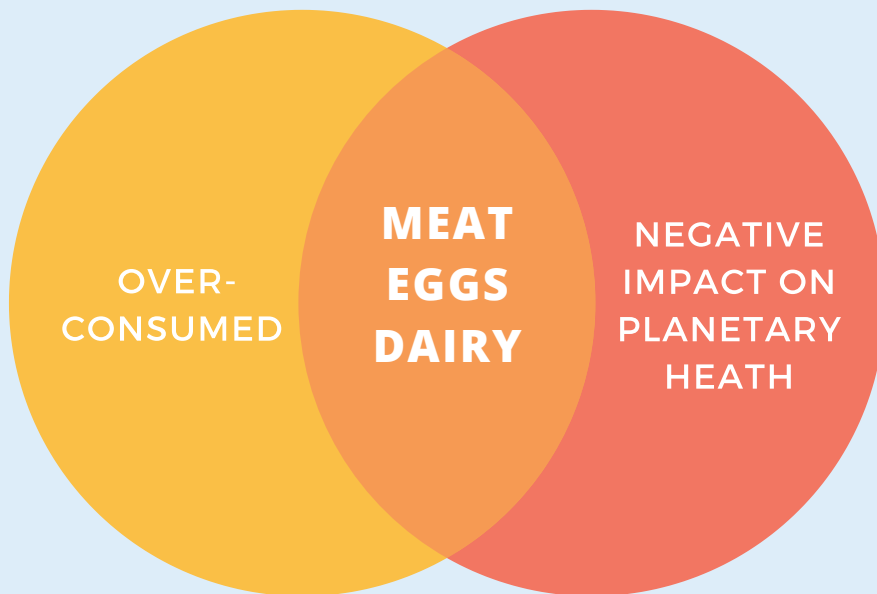 OVER-
CONSUMED
MEAT
EGGS
DAIRY
NEGATIVE
IMPACT ON
PLANETARY
HEATH